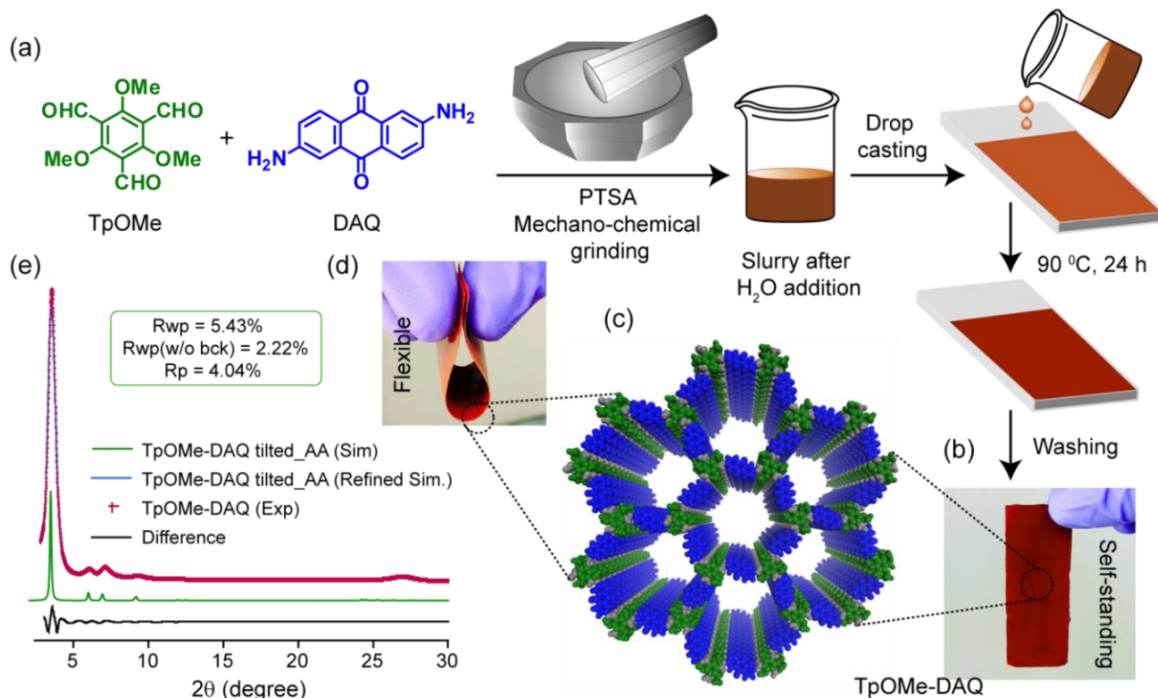 (a)
OMe
OHC
CHO
MeO
OMe
CHO
TpOMe
+
O
NH2
H2N
O
DAQ
PTSA
Mechano-chemical
grinding
Slurry after
H2O addition
Drop
casting
90 ⁰C, 24 h
Washing
(b)
Self-standing
(c)
TpOMe-DAQ
(d)
Flexible
(e)
Rwp = 5.43%
Rwp(w/o bck) = 2.22%
Rp = 4.04%
TpOMe-DAQ tilted_AA (Sim)
TpOMe-DAQ tilted_AA (Refined Sim.)
TpOMe-DAQ (Exp)
Difference
5 10 15 20 25 30
2θ (degree)